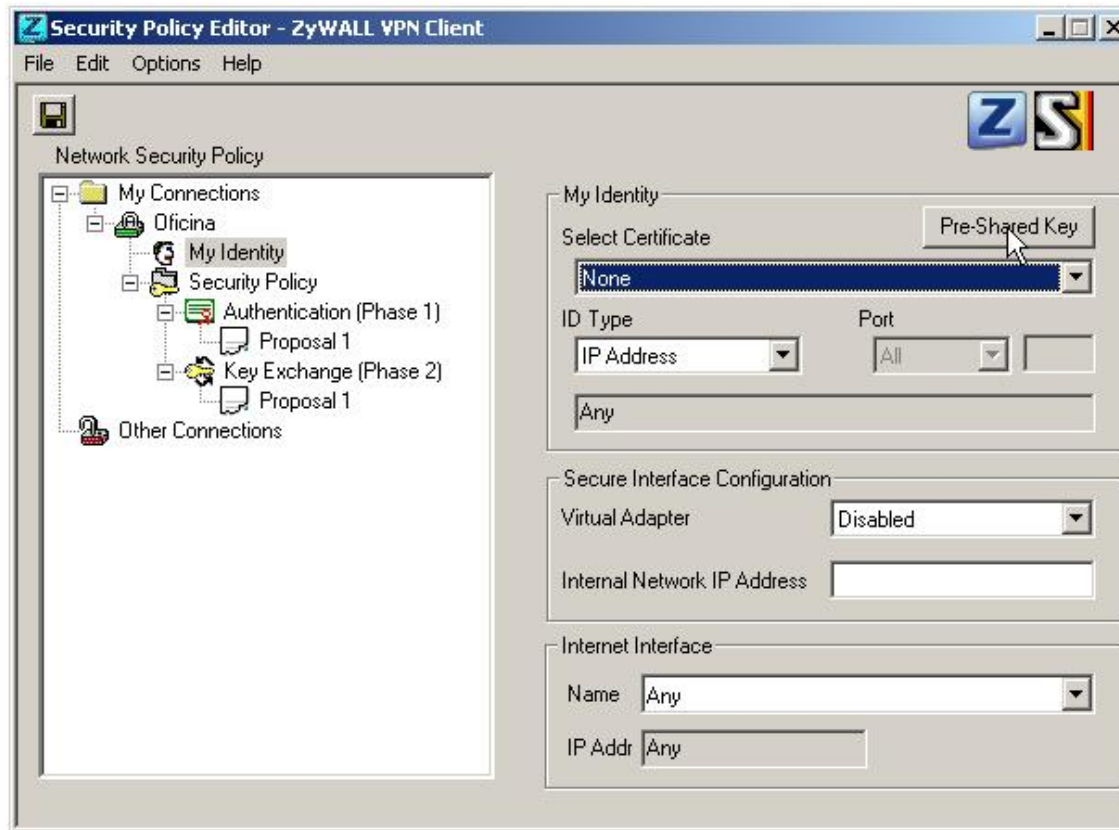 Security Policy Editor - ZyWALL VPN Client
File Edit Options Help
Z S
Network Security Policy
My Connections
Oficina
My Identity
Security Policy
Authentication (Phase 1)
Proposal 1
Key Exchange (Phase 2)
Proposal 1
Other Connections
My Identity
Select Certificate
Pre-Shared Key
None
ID Type Port
IP Address All
Any
Secure Interface Configuration
Virtual Adapter Disabled
Internal Network IP Address
Internet Interface
Name Any
IP Addr Any